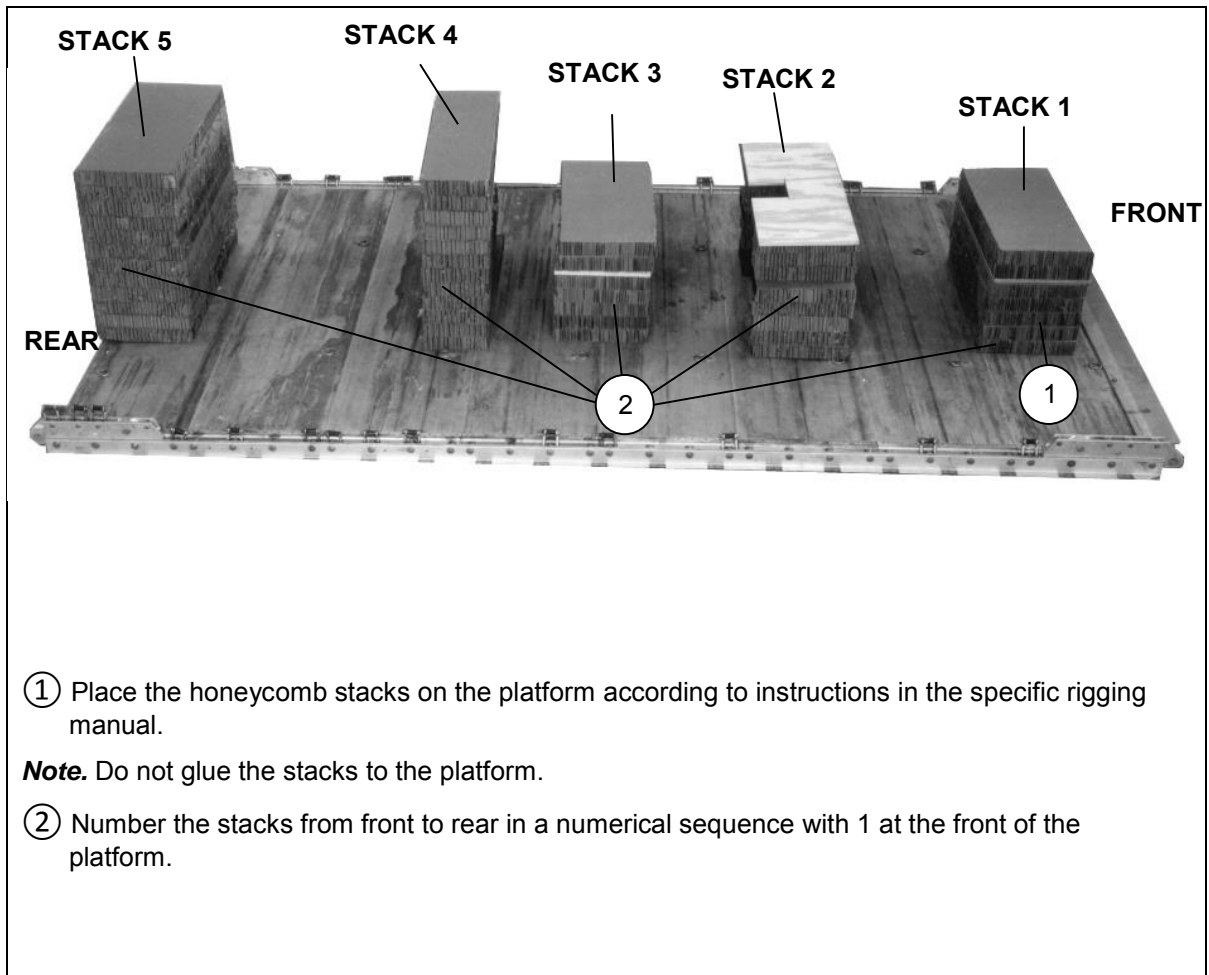 STACK 5
STACK 4
STACK 3
STACK 2
STACK 1
FRONT
REAR
2
1
① Place the honeycomb stacks on the platform according to instructions in the specific rigging
manual.
Note. Do not glue the stacks to the platform.
② Number the stacks from front to rear in a numerical sequence with 1 at the front of the
platform.